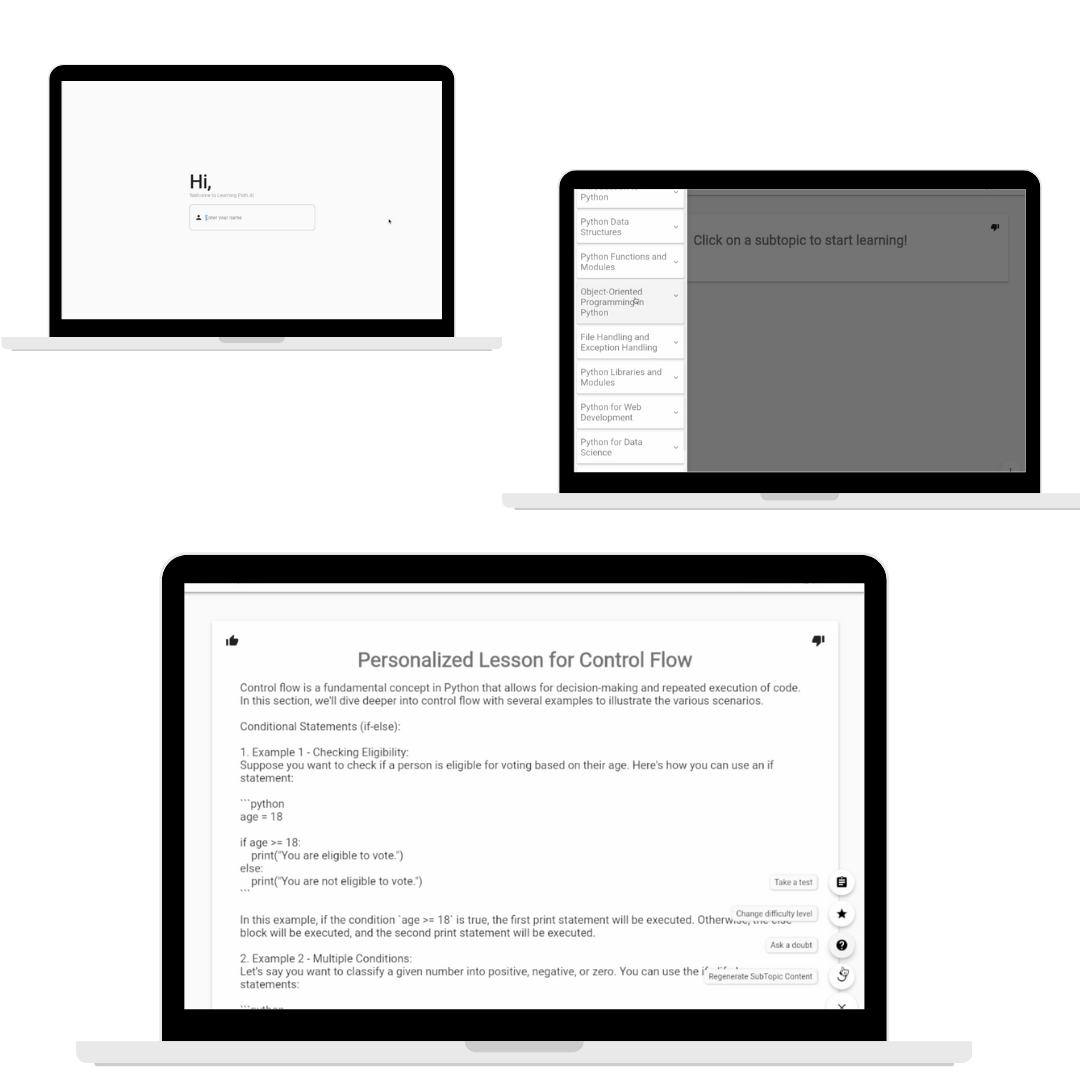 Hi,
Welcome to Learning Path AI
Enter your name
Python
Python Data
Structures
Python Functions and
Modules
Object-Oriented
Programming in
Python
File Handling and
Exception Handling
Python Libraries and
Modules
Python for Web
Development
Python for Data
Science
Click on a subtopic to start learning!
Personalized Lesson for Control Flow
Control flow is a fundamental concept in Python that allows for decision-making and repeated execution of code.
In this section, we'll dive deeper into control flow with several examples to illustrate the various scenarios.
Conditional Statements (if-else):
1. Example 1 - Checking Eligibility:
Suppose you want to check if a person is eligible for voting based on their age. Here's how you can use an if
statement:
```python
age = 18
if age >= 18:
print("You are eligible to vote.")
else:
print("You are not eligible to vote.")
```
In this example, if the condition `age >= 18` is true, the first print statement will be executed. Otherwise, the else
block will be executed, and the second print statement will be executed.
2. Example 2 - Multiple Conditions:
Let's say you want to classify a given number into positive, negative, or zero. You can use the
statements:
```python
Take a test
Change difficulty level
Ask a doubt
Regenerate SubTopic Content